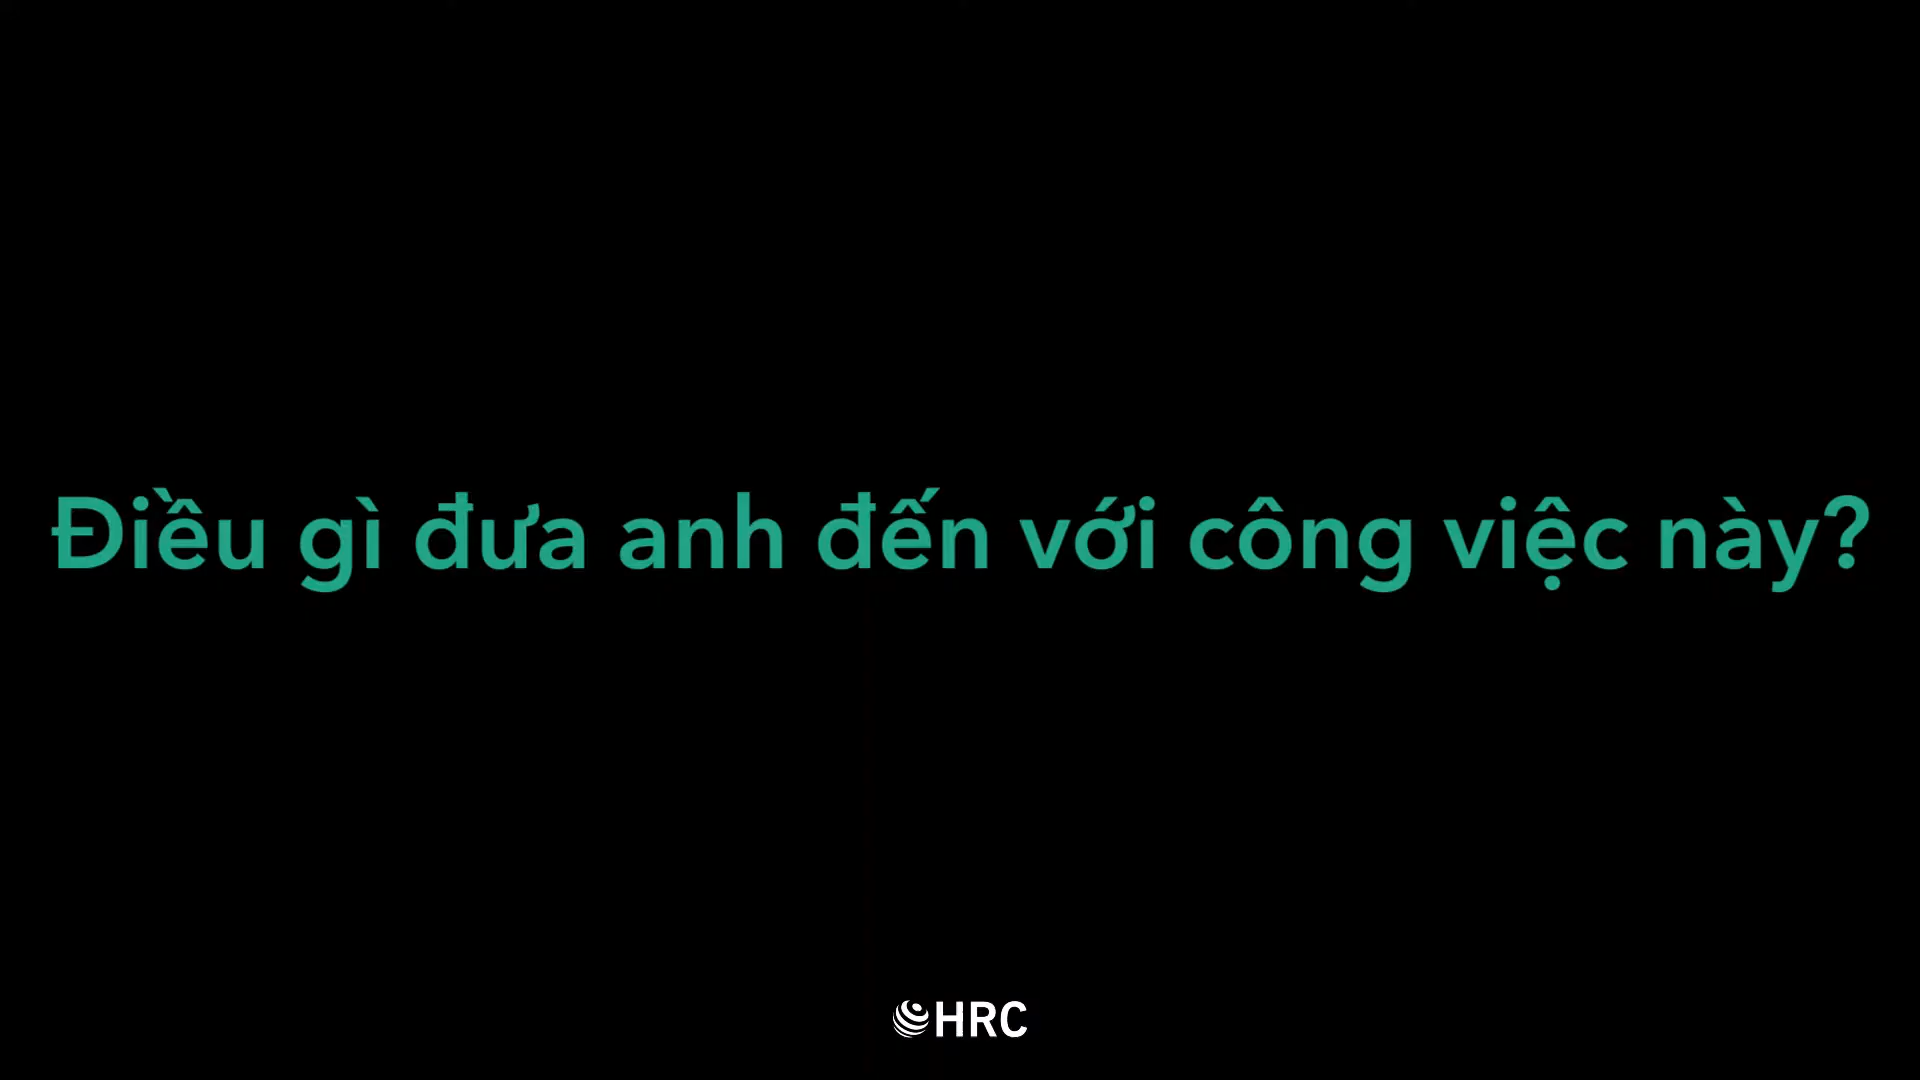 Điều gì đưa anh đến với công việc này?
HRC